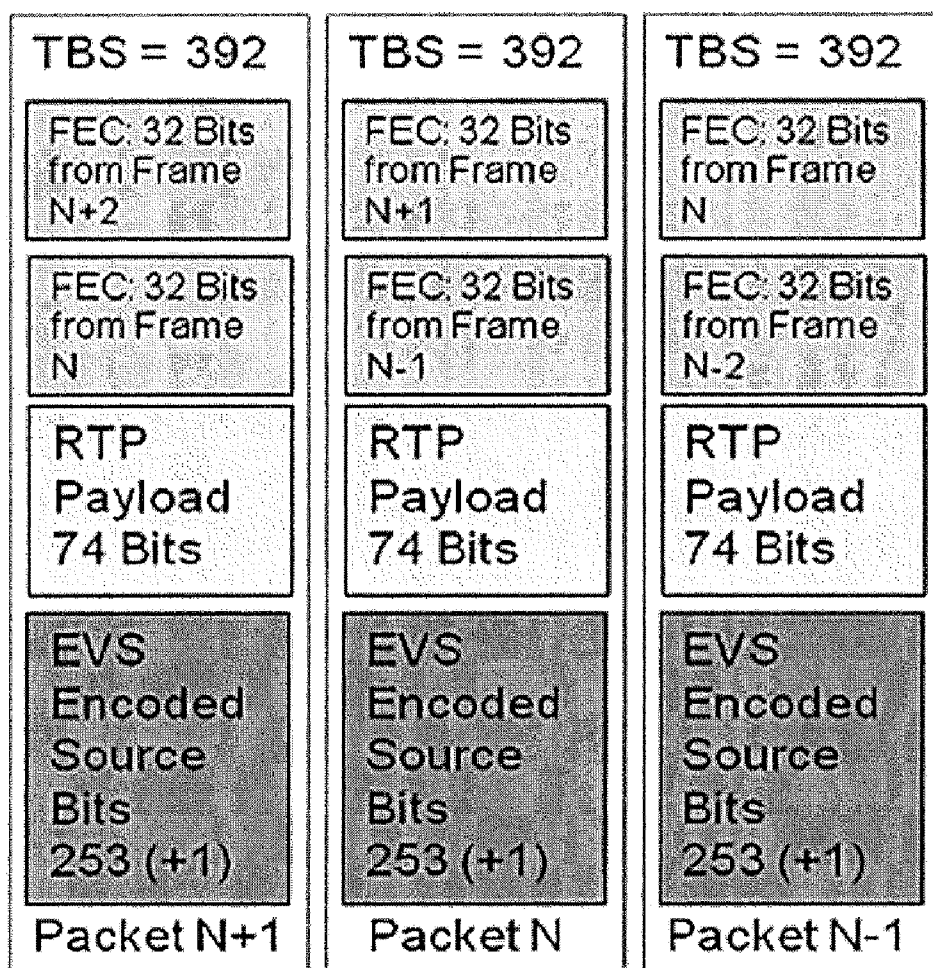 TBS = 392
FEC: 32 Bits
from Frame
N+2
FEC: 32 Bits
from Frame
N
RTP
Payload
74 Bits
EVS
Encoded
Source
Bits
253 (+1)
Packet N+1
TBS = 392
FEC: 32 Bits
from Frame
N+1
FEC: 32 Bits
from Frame
N-1
RTP
Payload
74 Bits
EVS
Encoded
Source
Bits
253 (+1)
Packet N
TBS = 392
FEC: 32 Bits
from Frame
N
FEC: 32 Bits
from Frame
N-2
RTP
Payload
74 Bits
EVS
Encoded
Source
Bits
253 (+1)
Packet N-1